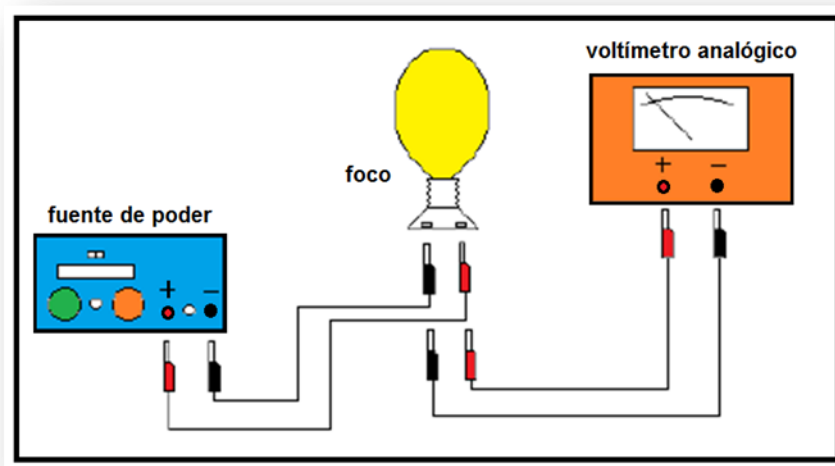 voltímetro analógico
foco
fuente de poder
+ −
+ −